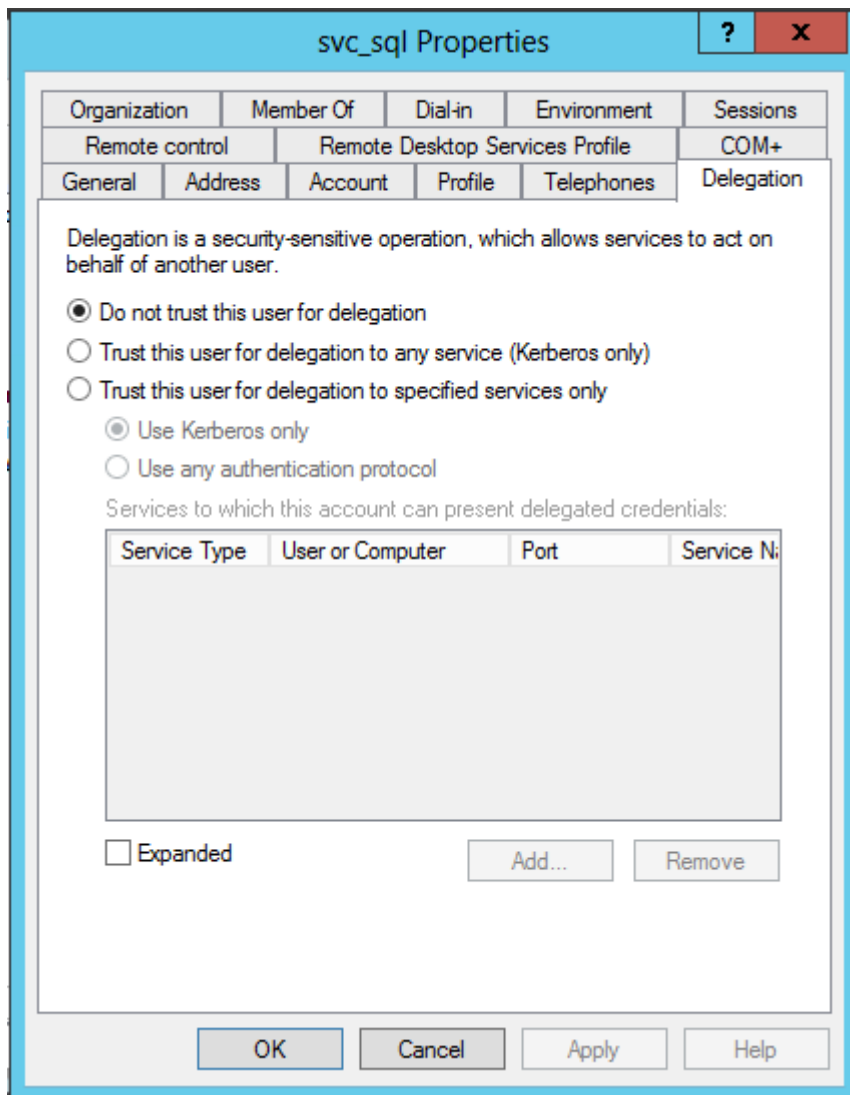 svc_sql Properties
? x
Organization Member Of Dial-in Environment Sessions
Remote control Remote Desktop Services Profile COM+
General Address Account Profile Telephones Delegation
Delegation is a security-sensitive operation, which allows services to act on
behalf of another user.
Do not trust this user for delegation
Trust this user for delegation to any service (Kerberos only)
Trust this user for delegation to specified services only
Use Kerberos only
Use any authentication protocol
Services to which this account can present delegated credentials:
Service Type User or Computer Port Service Na
Expanded Add... Remove
OK Cancel Apply Help